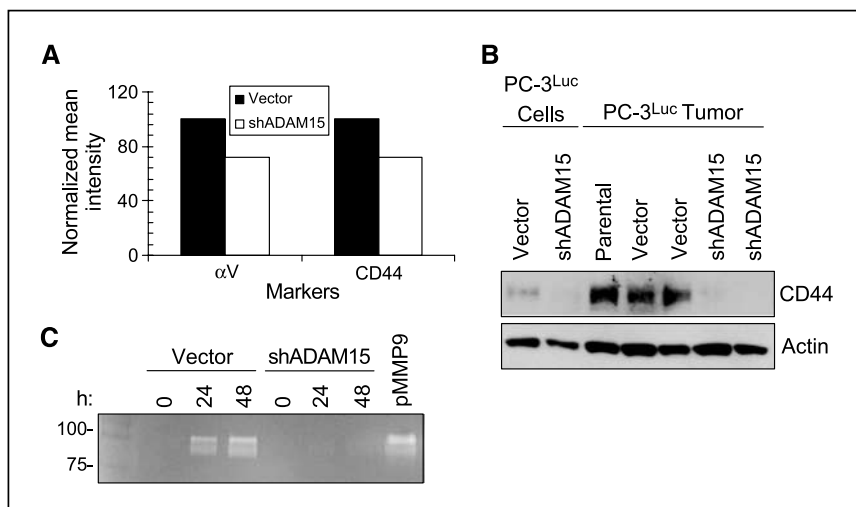 A
Normalized mean
intensity
120
80
40
0
Vector
shADAM15
αV
CD44
Markers
B
PC-3Luc
Cells
PC-3Luc Tumor
Vector
shADAM15
Parental
Vector
Vector
shADAM15
shADAM15
CD44
Actin
C
Vector
shADAM15
pMMP9
h:
0
24
48
0
24
48
100-
75-